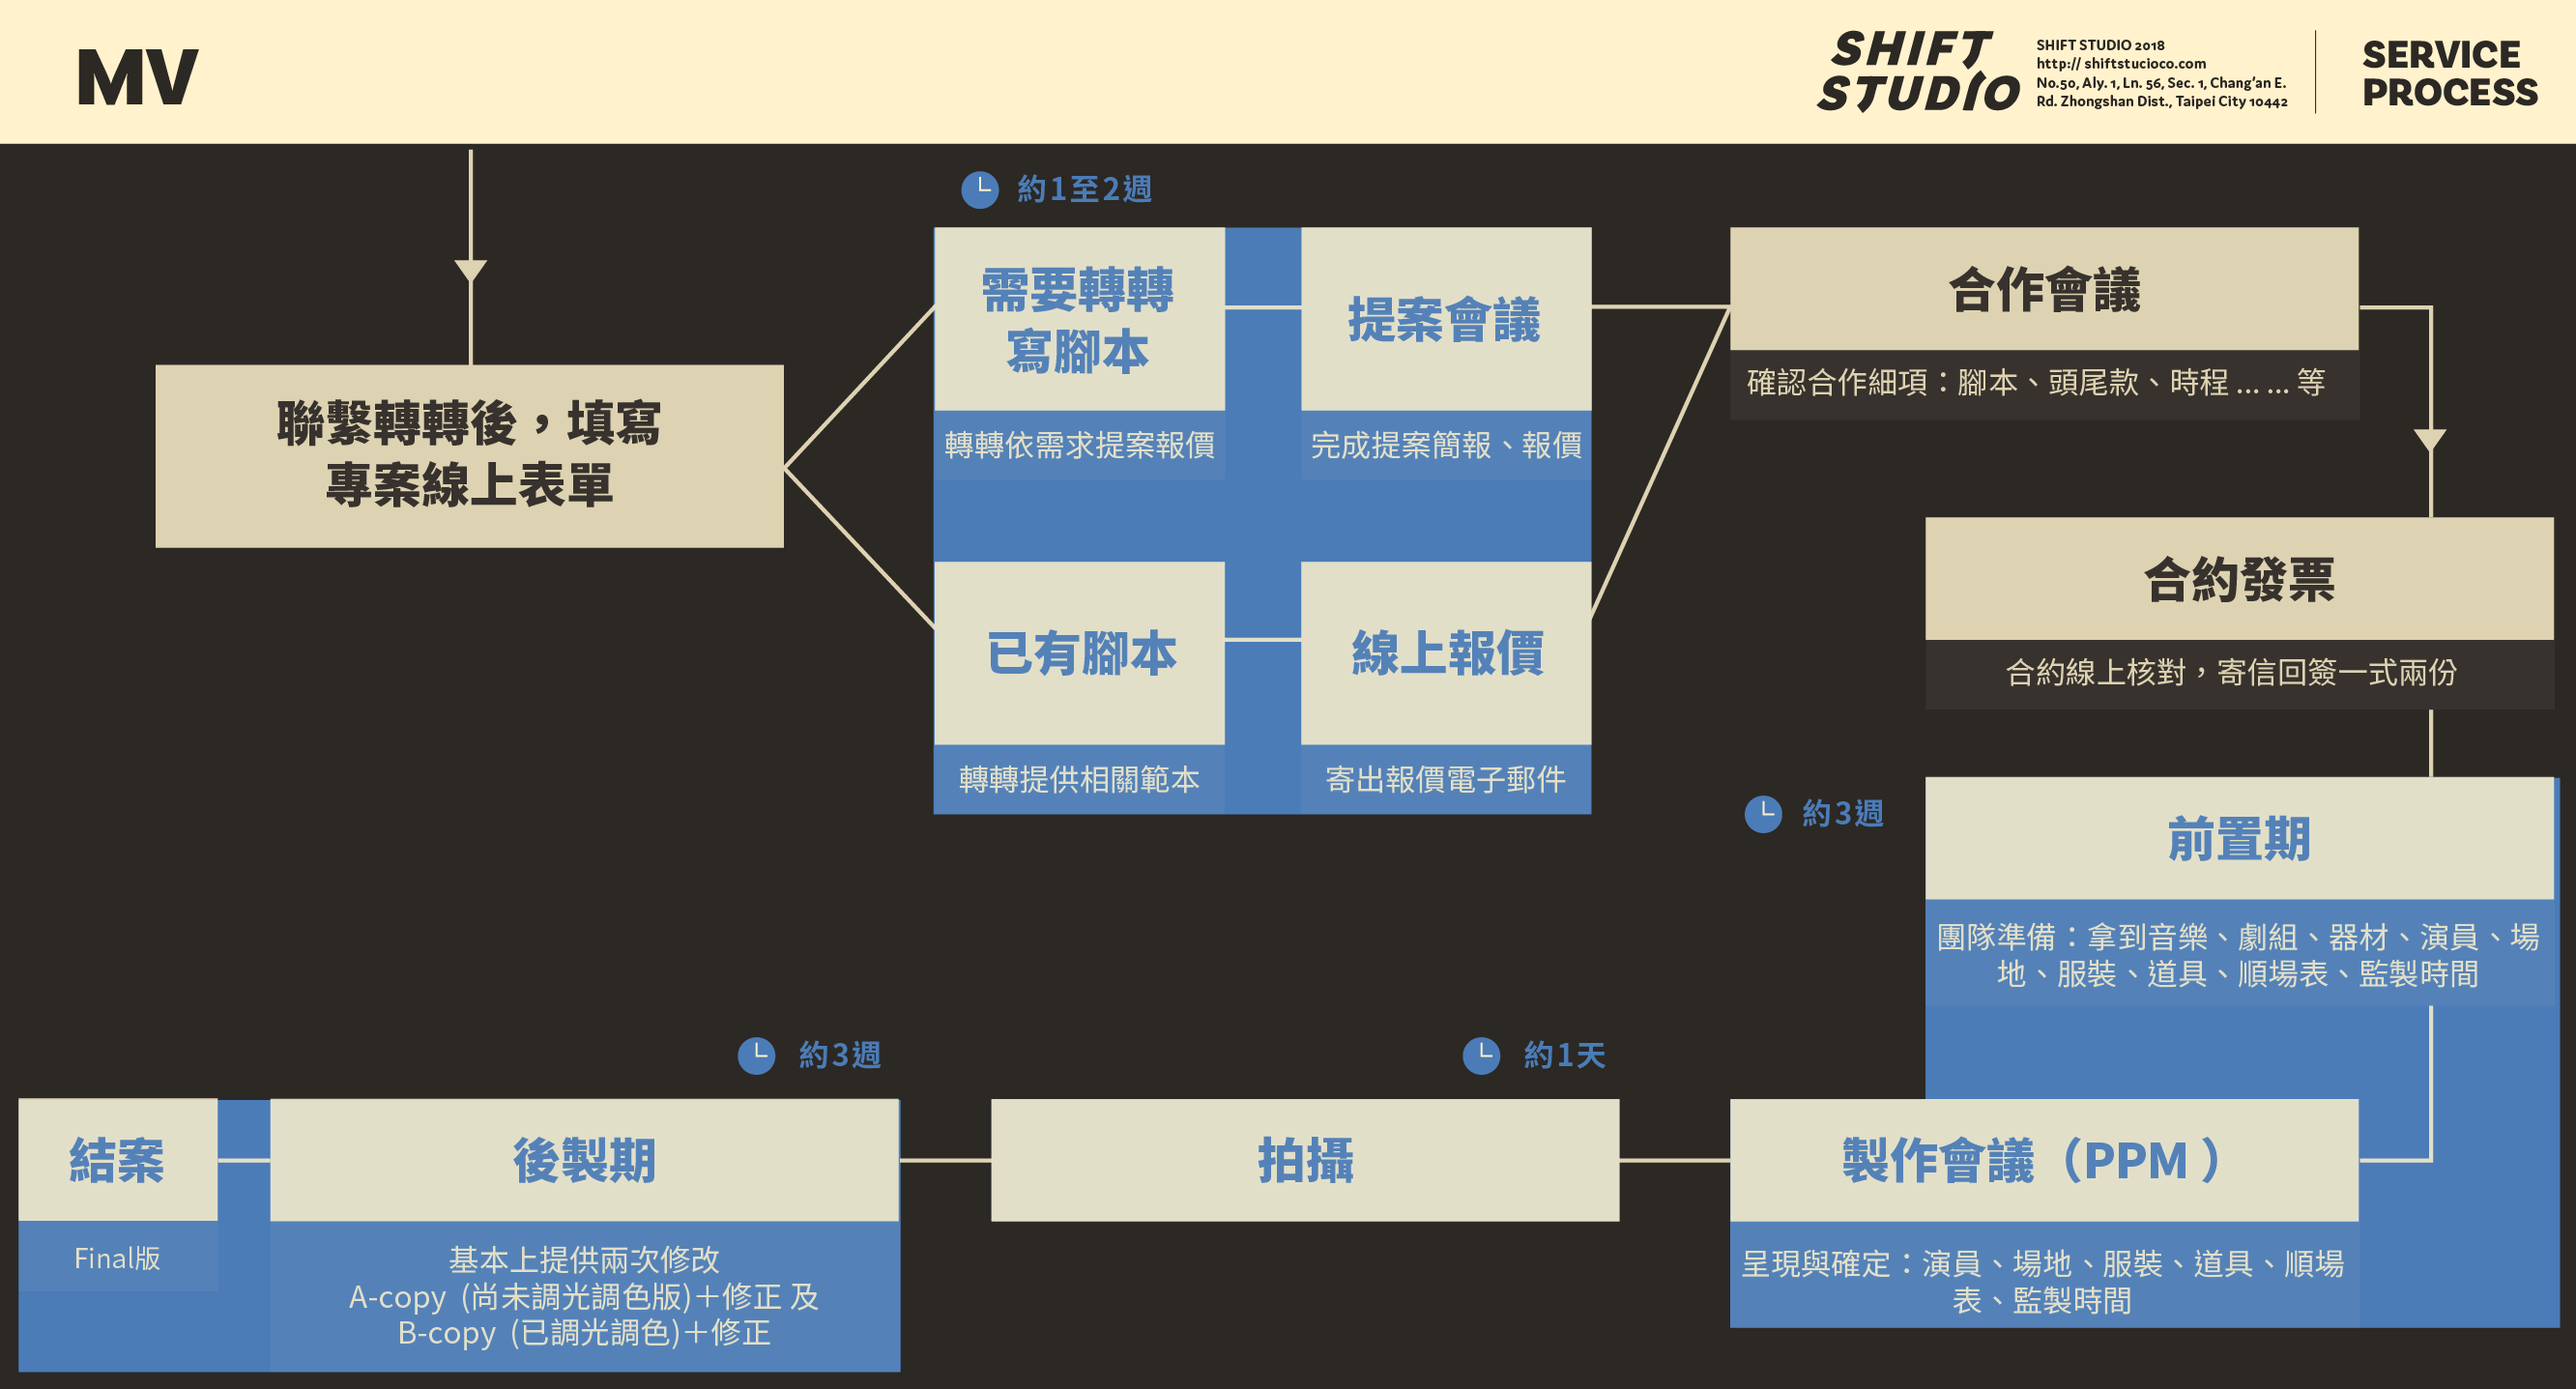 MV
SHIFT
STUDIO
SHIFT STUDIO 2018
http:// shiftstucioco.com
No.50, Aly. 1, Ln. 56, Sec. 1, Chang'an E.
Rd. Zhongshan Dist., Taipei City 10442
SERVICE
PROCESS
聯繫轉轉後，填寫
專案線上表單
約1至2週
需要轉轉
寫腳本
轉轉依需求提案報價
提案會議
完成提案簡報、報價
已有腳本
轉轉提供相關範本
線上報價
寄出報價電子郵件
合作會議
確認合作細項：腳本、頭尾款、時程 ... ... 等
合約發票
合約線上核對，寄信回簽一式兩份
約3週
前置期
團隊準備：拿到音樂、劇組、器材、演員、場
地、服裝、道具、順場表、監製時間
製作會議（PPM ）
呈現與確定：演員、場地、服裝、道具、順場
表、監製時間
約1天
拍攝
約3週
後製期
基本上提供兩次修改
A-copy (尚未調光調色版)＋修正 及
B-copy (已調光調色)＋修正
結案
Final版